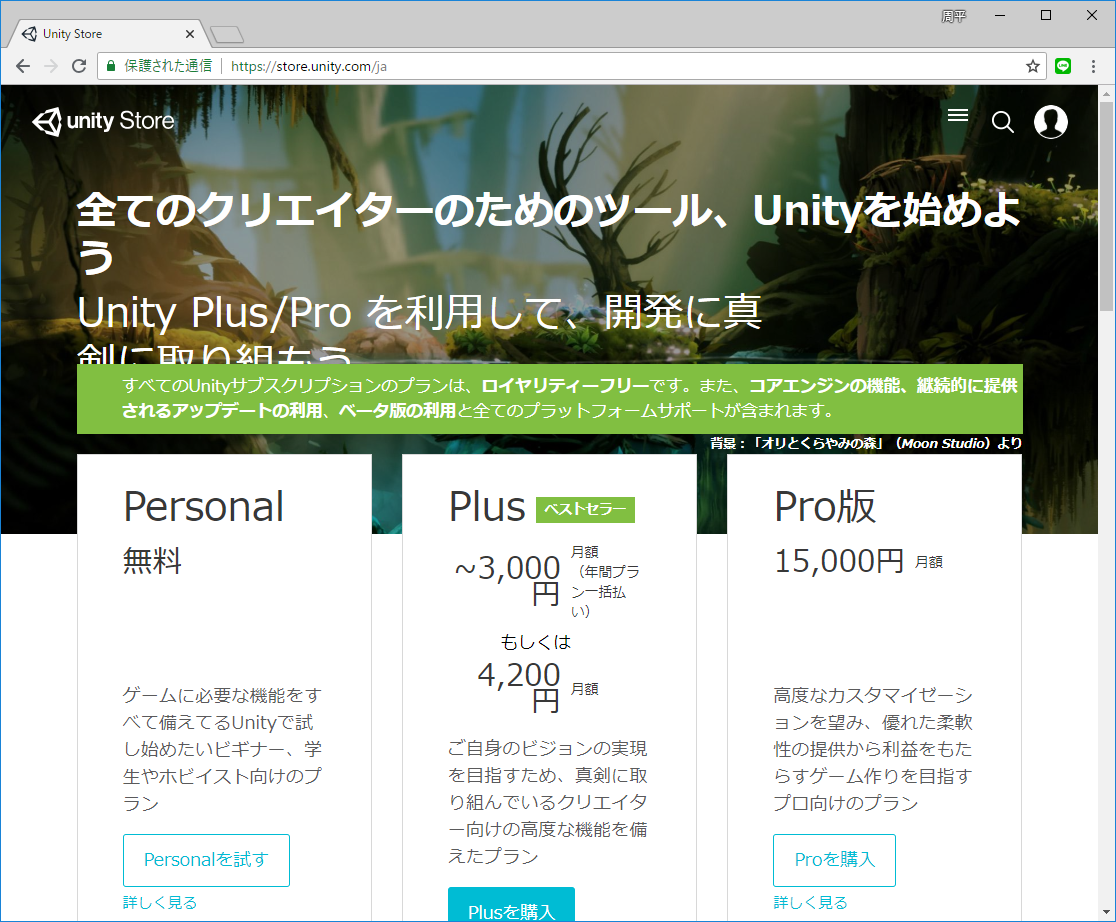 周平
Unity Store
保護された通信
https://store.unity.com/ja
unity Store
全てのクリエイターのためのツール、Unityを始めよ
う
Unity Plus/Pro を利用して、開発に真
剣に取り組もう
すべてのUnityサブスクリプションのプランは、ロイヤリティーフリーです。また、コアエンジンの機能、継続的に提供
されるアップデートの利用、ベータ版の利用と全てのプラットフォームサポートが含まれます。
背景：「オリとくらやみの森」（Moon Studio）より
Personal
無料
ゲームに必要な機能をす
べて備えてるUnityで試
し始めたいビギナー、学
生やホビイスト向けのプ
ラン
Personalを試す
詳しく見る
Plus ベストセラー
~3,000
円
月額
（年間プラ
ン一括払
い）
もしくは
4,200
円
月額
ご自身のビジョンの実現
を目指すため、真剣に取
り組んでいるクリエイタ
ー向けの高度な機能を備
えたプラン
Plusを購入
Pro版
15,000円 月額
高度なカスタマイゼーシ
ョンを望み、優れた柔軟
性の提供から利益をもた
らすゲーム作りを目指す
プロ向けのプラン
Proを購入
詳しく見る